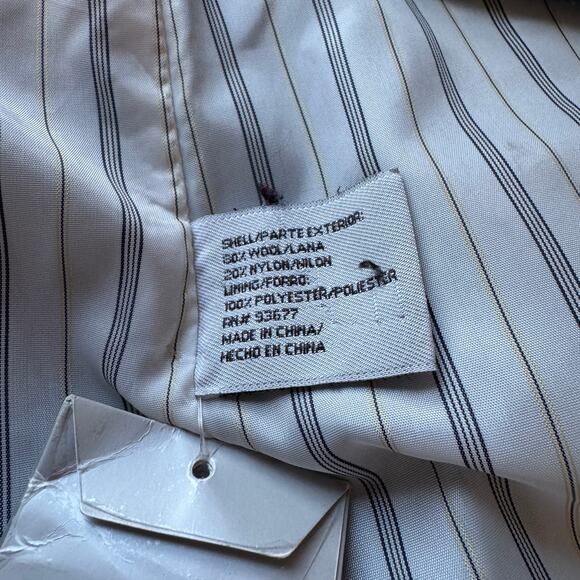 SHELL/PARTE EXTERIOR:
80% WOOL/LANA
20% NYLON/NILON
LINING/FORRO:
100% POLYESTER/POLIESTER
RN# 93677
MADE IN CHINA/
HECHO EN CHINA